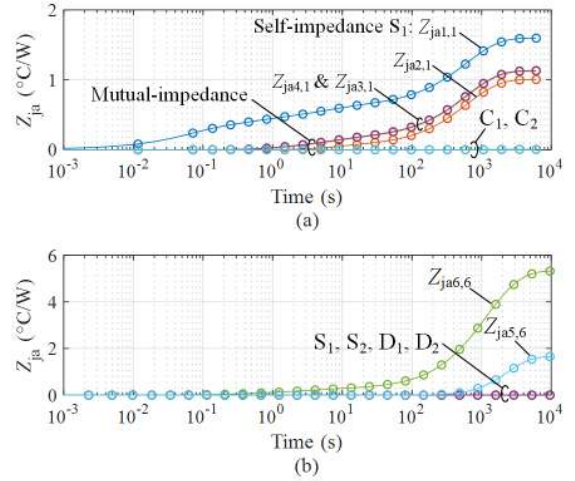 Self-impedance S₁: Zja1,1
Zja4,1 & Zja3,1
Zja2,1
Mutual-impedance
C₁, C₂
Zja (°C/W)
2
1
0
10⁻³ 10⁻² 10⁻¹ 10⁰ 10¹ 10² 10³ 10⁴
Time (s)
(a)
Zja6,6
Zja5,6
S₁, S₂, D₁, D₂
Zja (°C/W)
6
4
2
0
10⁻³ 10⁻² 10⁻¹ 10⁰ 10¹ 10² 10³ 10⁴
Time (s)
(b)